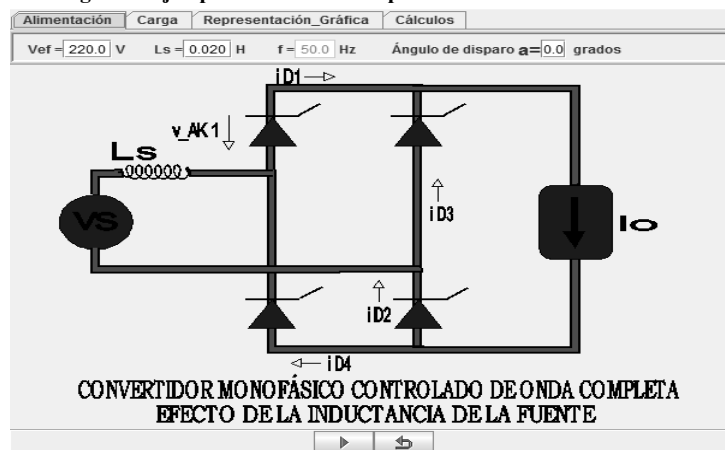 Alimentación Carga Representación_Gráfica Cálculos
Vef = 220.0 V Ls = 0.020 H f = 50.0 Hz Ángulo de disparo a= 0.0 grados
iD1
v_AK1
Ls
VS
iD3
Io
iD2
iD4
CONVERTIDOR MONOFÁSICO CONTROLADO DE ONDA COMPLETA
EFECTO DE LA INDUCTANCIA DE LA FUENTE